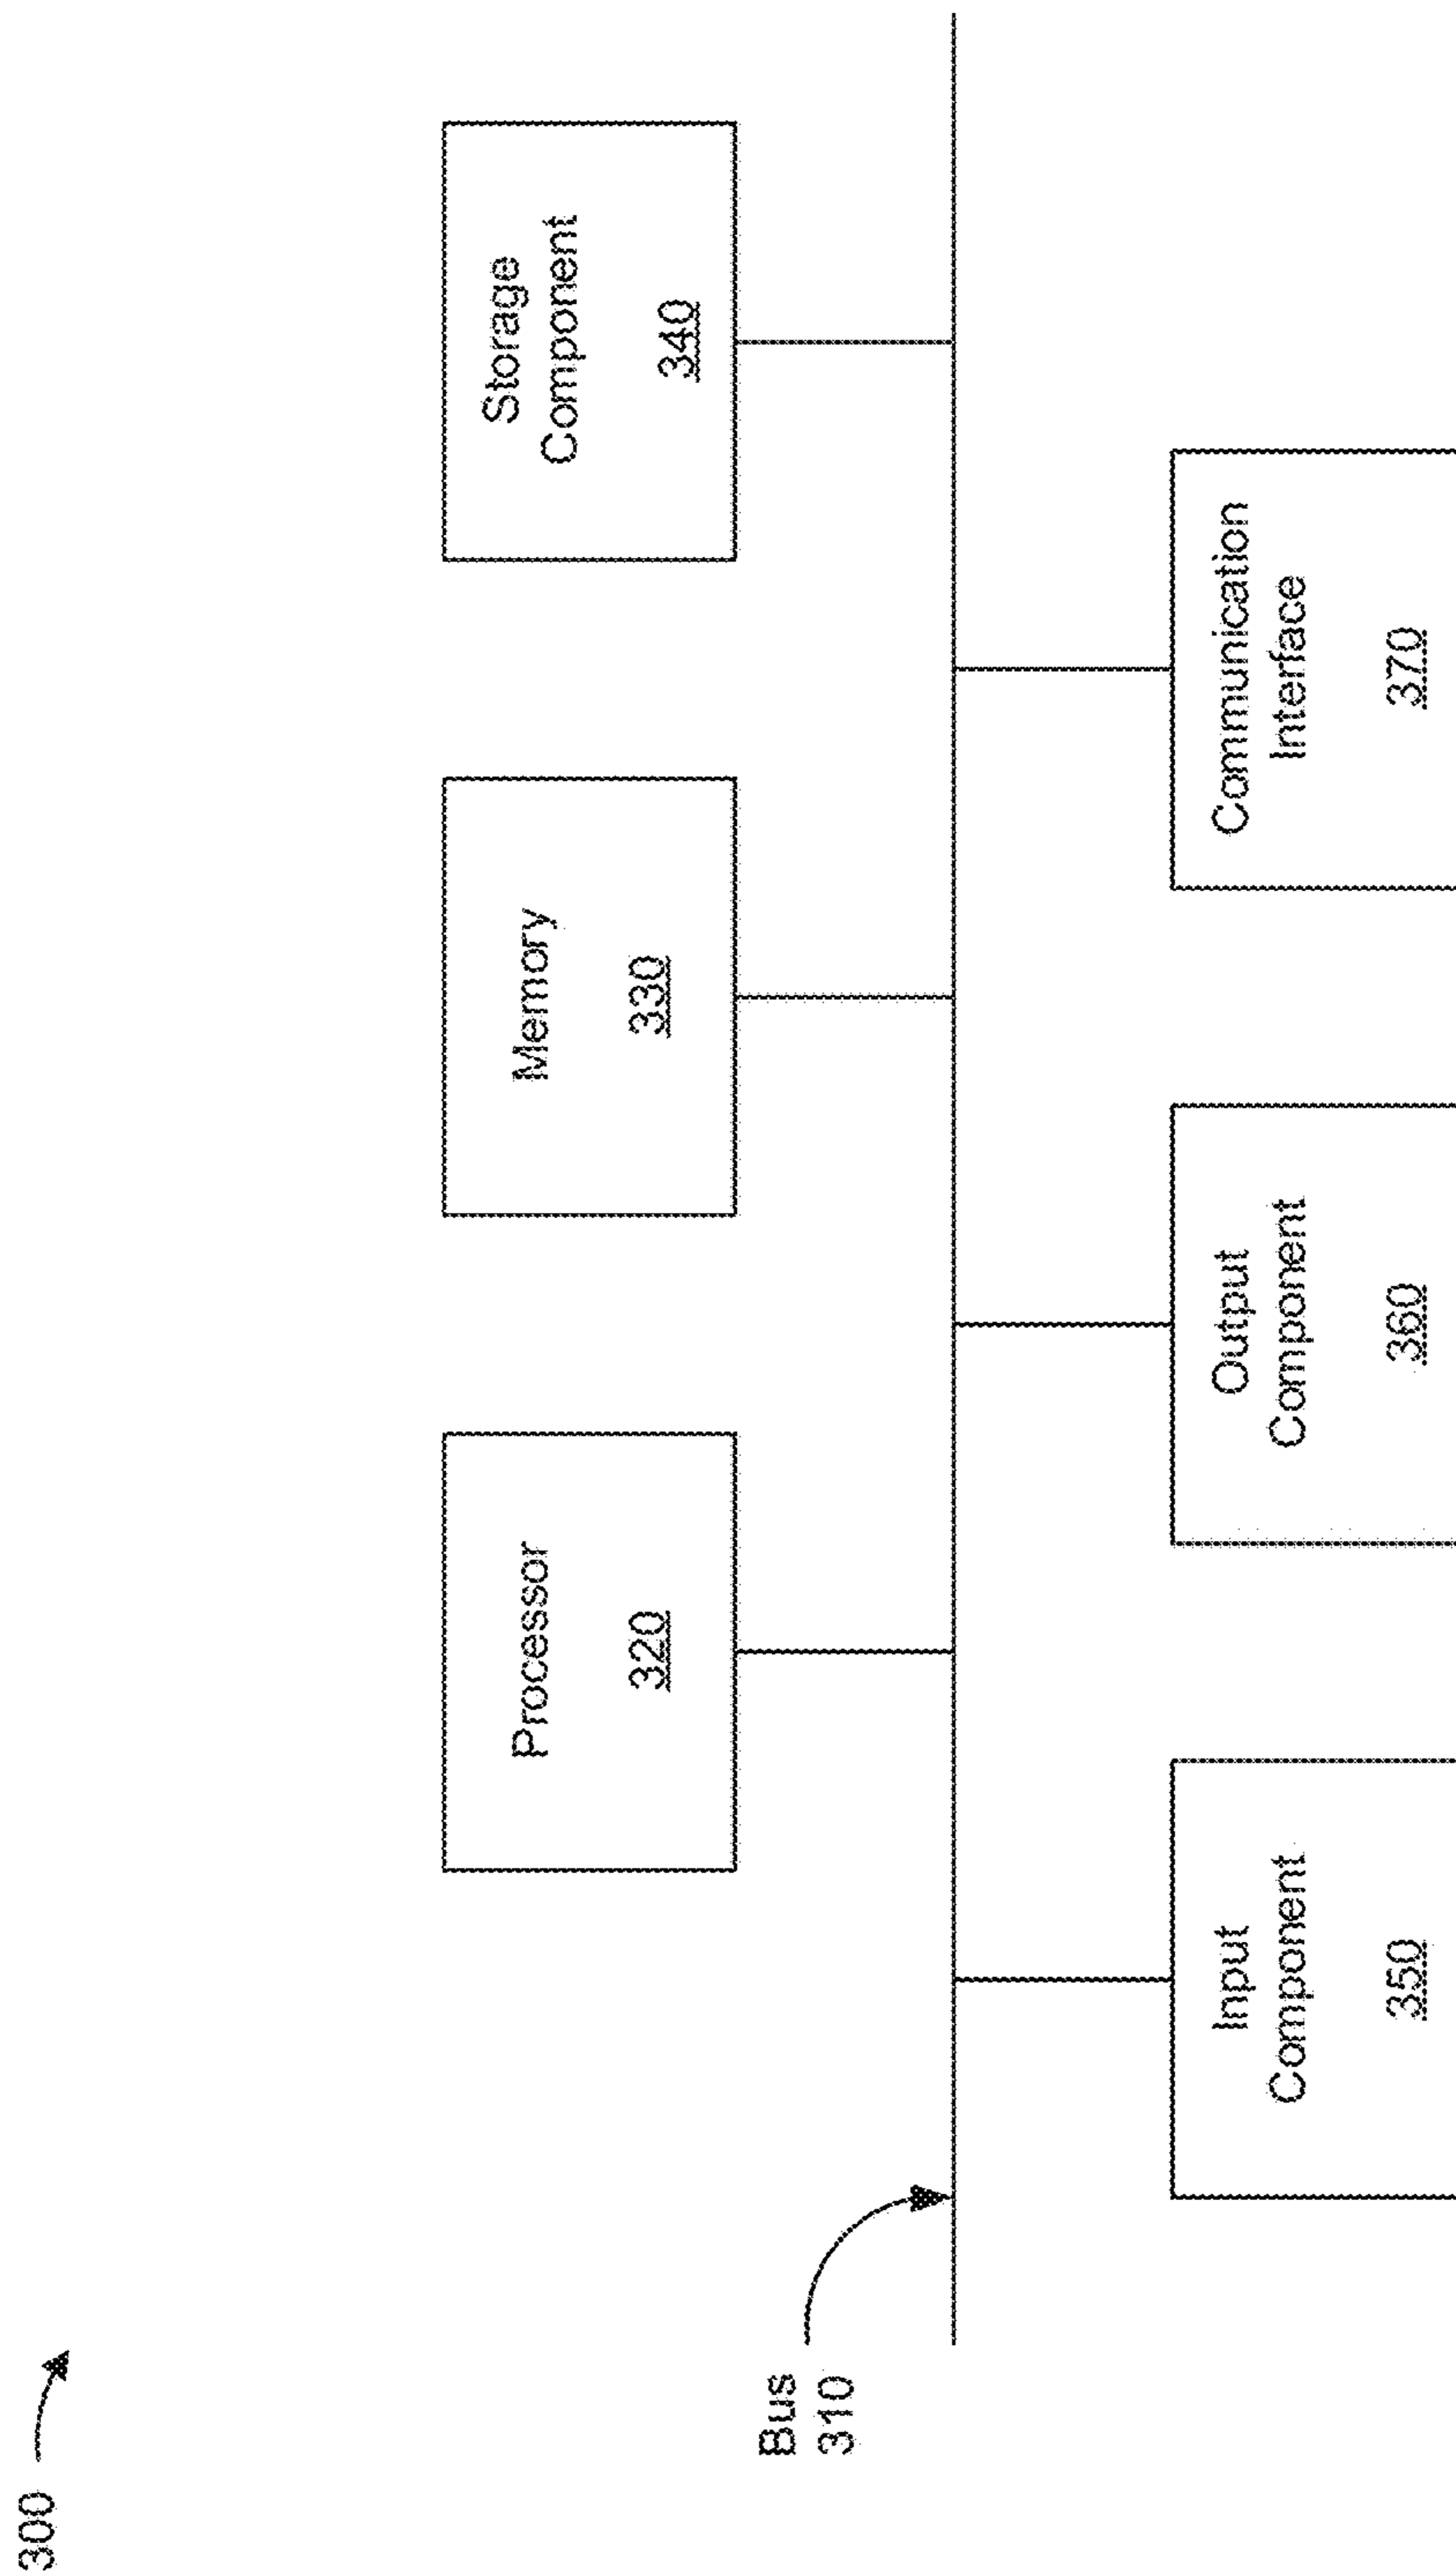 300
Processor
320
Memory
330
Storage
Component
340
Bus
310
Input
Component
350
Output
Component
360
Communication
Interface
370